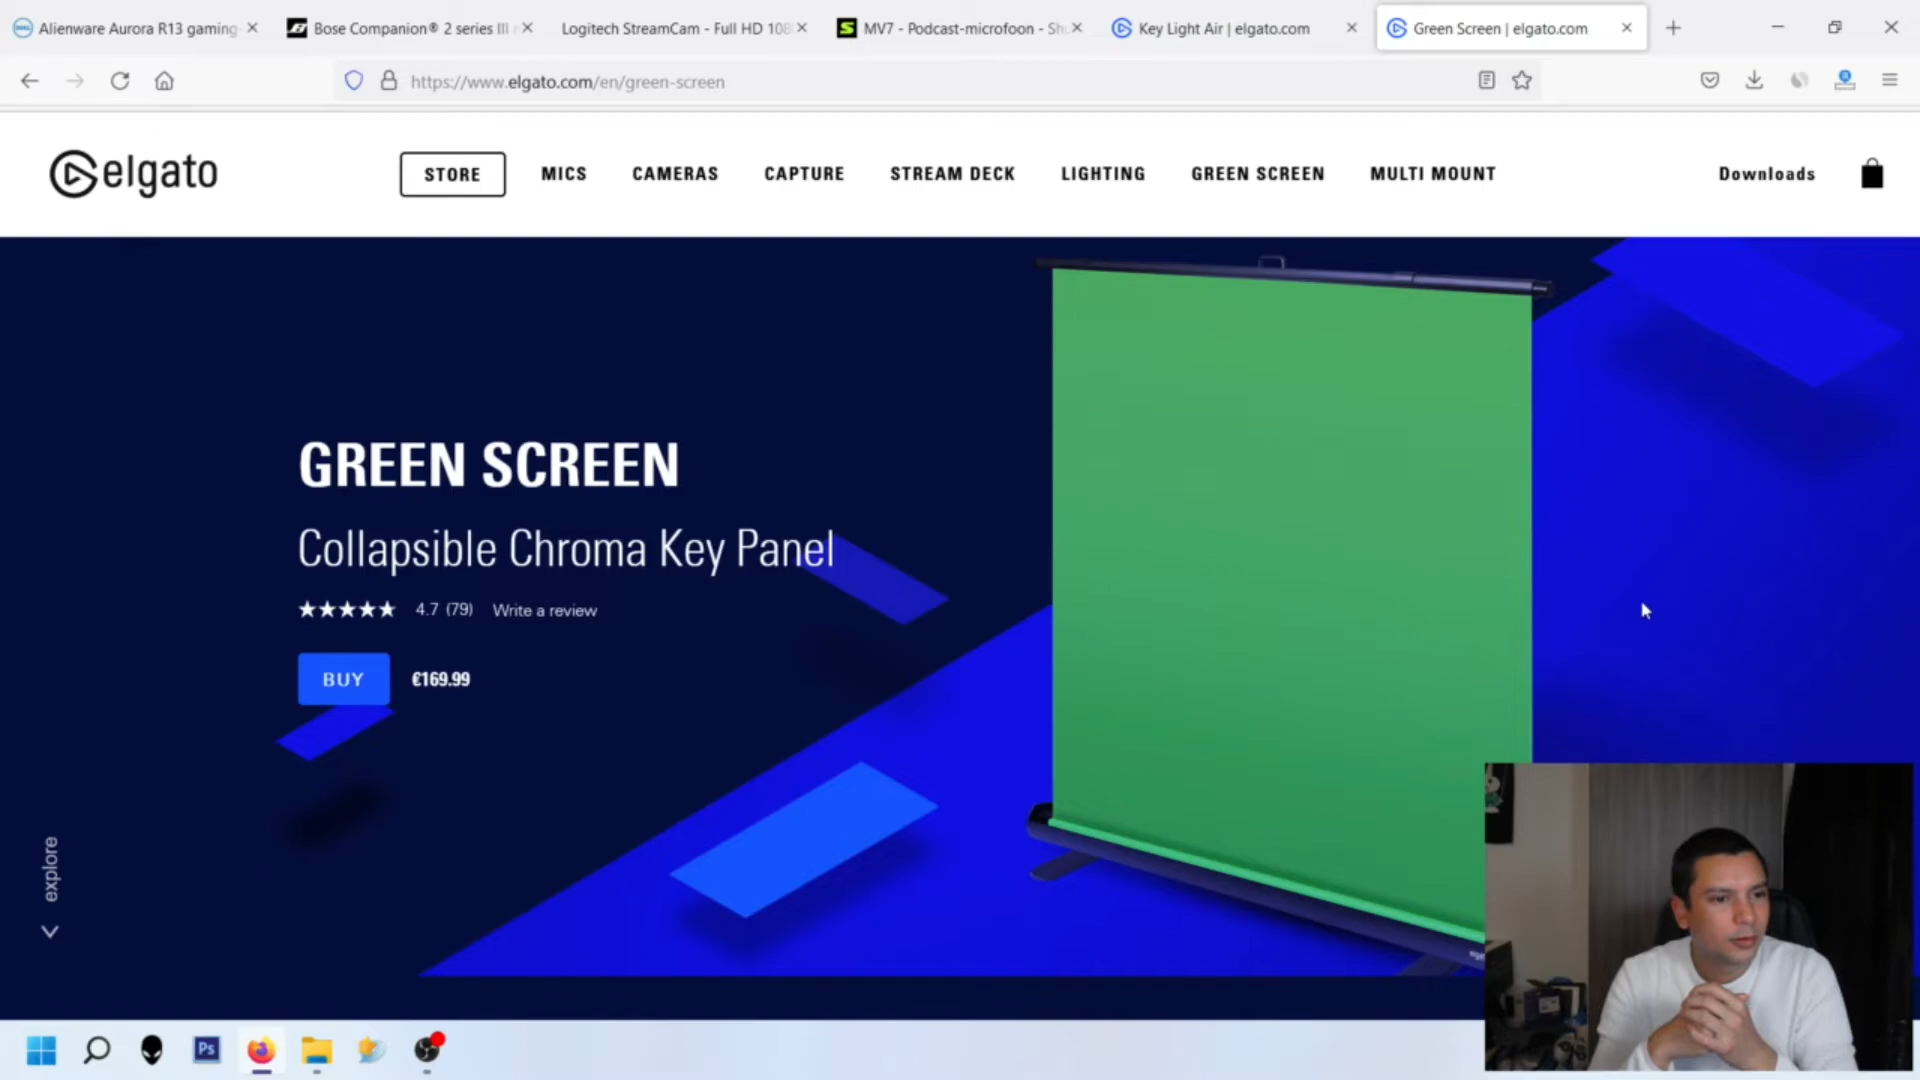 Alienware Aurora R13 gaming-
Bose Companion® 2 series III
Logitech StreamCam - Full HD 108
MV7 - Podcast-microfoon - Sh
Key Light Air | elgato.com
Green Screen | elgato.com
https://www.elgato.com/en/green-screen
elgato
STORE
MICS
CAMERAS
CAPTURE
STREAM DECK
LIGHTING
GREEN SCREEN
MULTI MOUNT
Downloads
GREEN SCREEN
Collapsible Chroma Key Panel
4.7 (79) Write a review
BUY €169.99
explore
Ps